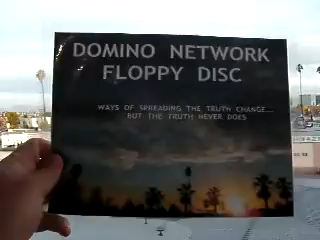 DOMINO NETWORK
FLOPPY DISC
WAYS OF SPREADING THE TRUTH CHANGE...
BUT THE TRUTH NEVER DOES